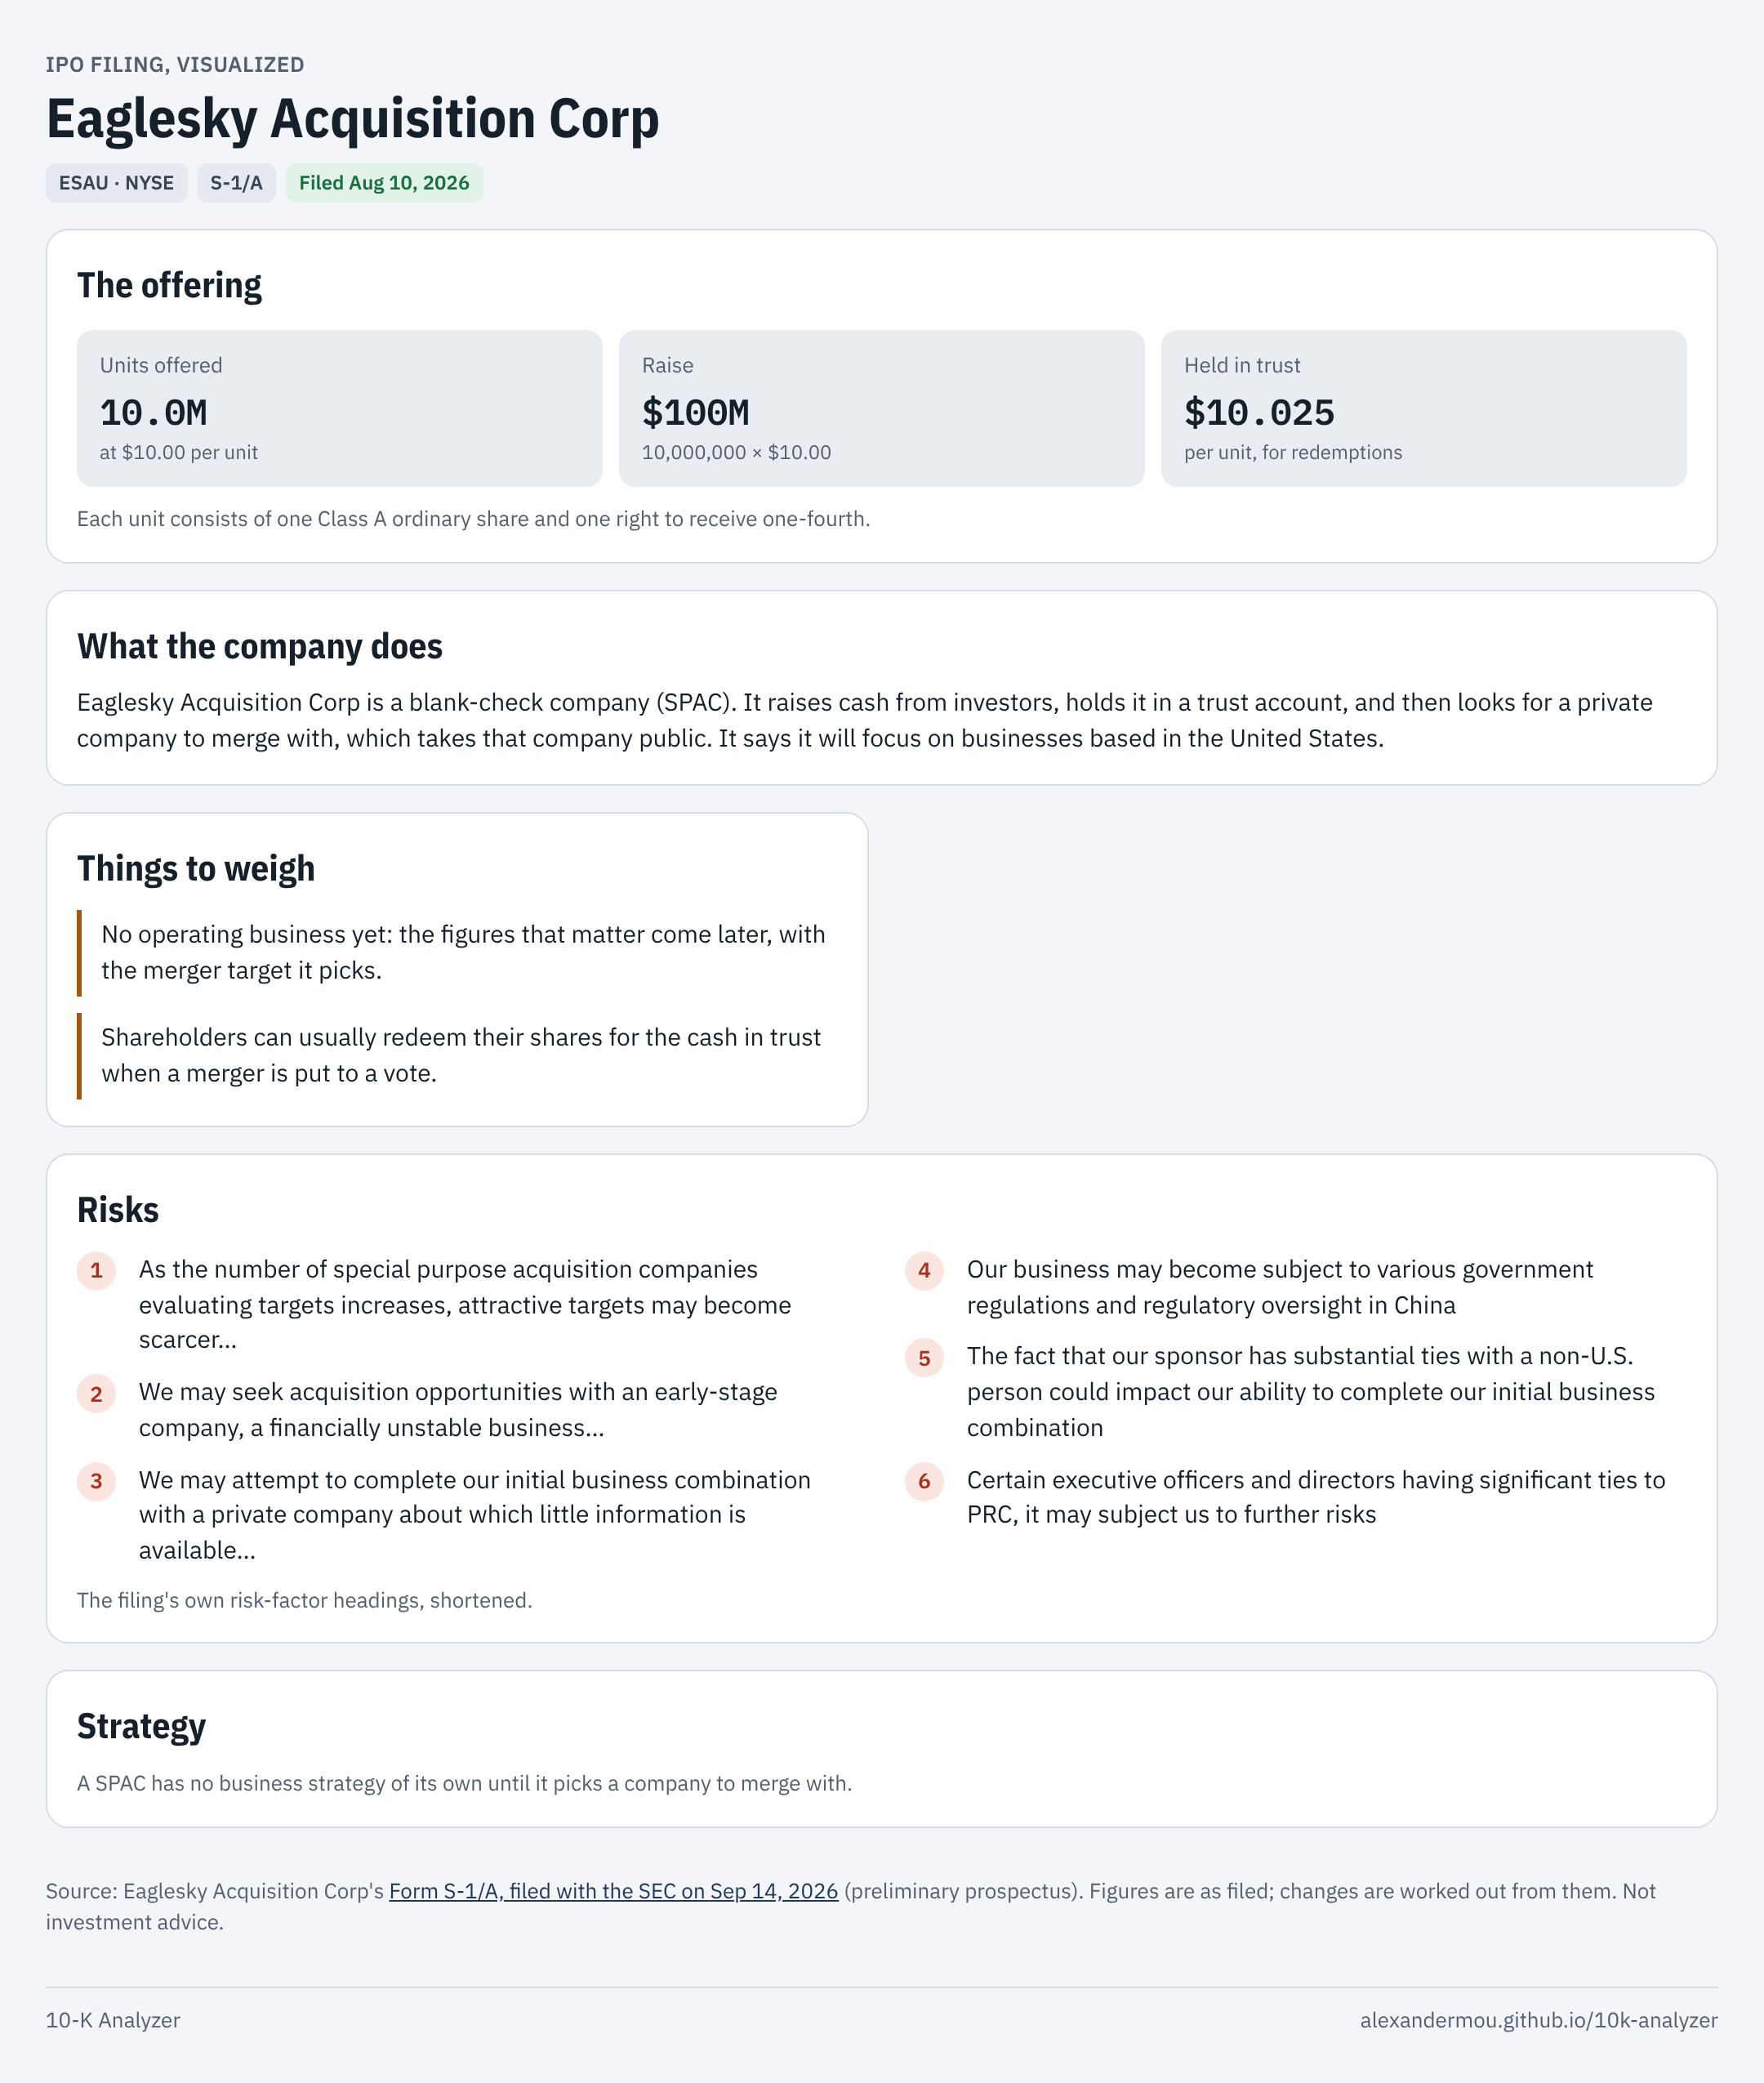 IPO FILING, VISUALIZED
Eaglesky Acquisition Corp
ESAU · NYSE
S-1/A
Filed Aug 10, 2026
The offering
Units offered
10.0M
at $10.00 per unit
Raise
$100M
10,000,000 × $10.00
Held in trust
$10.025
per unit, for redemptions
Each unit consists of one Class A ordinary share and one right to receive one-fourth.
What the company does
Eaglesky Acquisition Corp is a blank-check company (SPAC). It raises cash from investors, holds it in a trust account, and then looks for a private
company to merge with, which takes that company public. It says it will focus on businesses based in the United States.
Things to weigh
No operating business yet: the figures that matter come later, with
the merger target it picks.
Shareholders can usually redeem their shares for the cash in trust
when a merger is put to a vote.
Risks
1
As the number of special purpose acquisition companies
evaluating targets increases, attractive targets may become
scarcer…
2
We may seek acquisition opportunities with an early-stage
company, a financially unstable business…
3
We may attempt to complete our initial business combination
with a private company about which little information is
available…
4
Our business may become subject to various government
regulations and regulatory oversight in China
5
The fact that our sponsor has substantial ties with a non-U.S.
person could impact our ability to complete our initial business
combination
6
Certain executive officers and directors having significant ties to
PRC, it may subject us to further risks
The filing's own risk-factor headings, shortened.
Strategy
A SPAC has no business strategy of its own until it picks a company to merge with.
Source: Eaglesky Acquisition Corp's Form S-1/A, filed with the SEC on Sep 14, 2026 (preliminary prospectus). Figures are as filed; changes are worked out from them. Not
investment advice.
10-K Analyzer
alexandermou.github.io/10k-analyzer